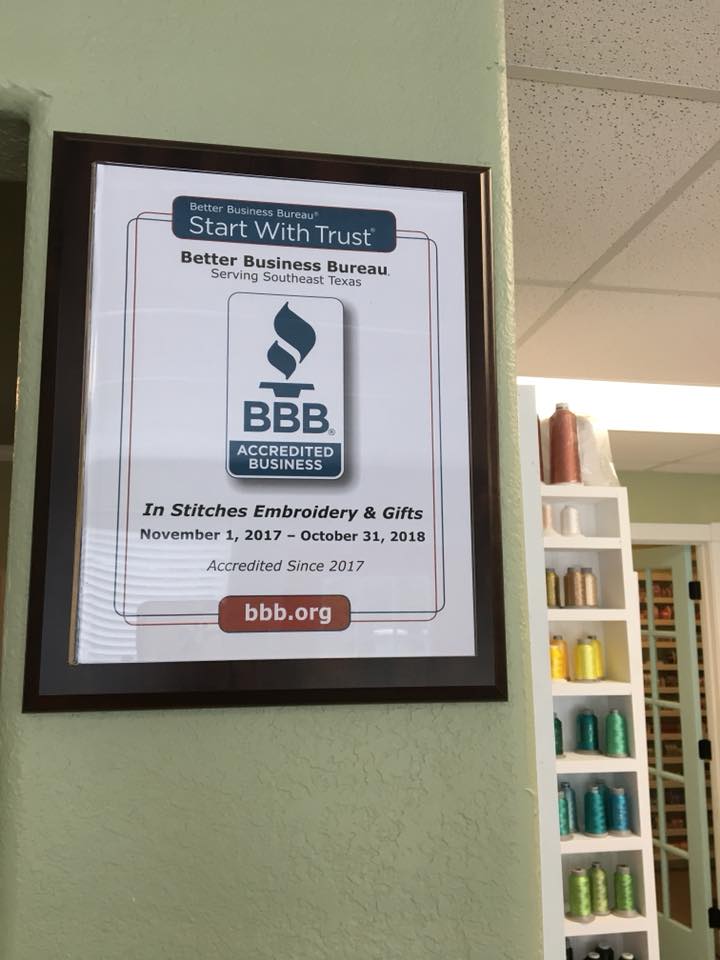 Better Business Bureau®
Start With Trust®
Better Business Bureau.
Serving Southeast Texas
BBB®
ACCREDITED
BUSINESS
In Stitches Embroidery & Gifts
November 1, 2017 – October 31, 2018
Accredited Since 2017
bbb.org